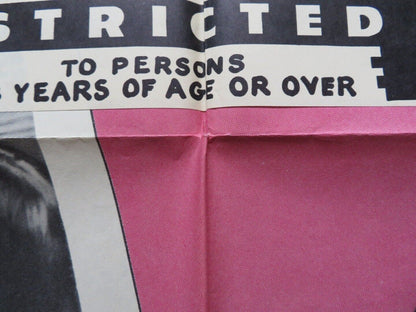 STRICTED
TO PERSONS
YEARS OF AGE OR OVER